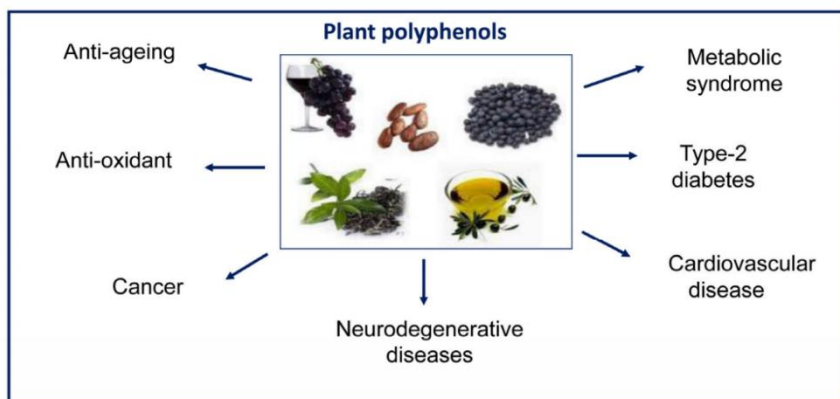 Plant polyphenols
Anti-ageing
Anti-oxidant
Cancer
Neurodegenerative
diseases
Metabolic
syndrome
Type-2
diabetes
Cardiovascular
disease